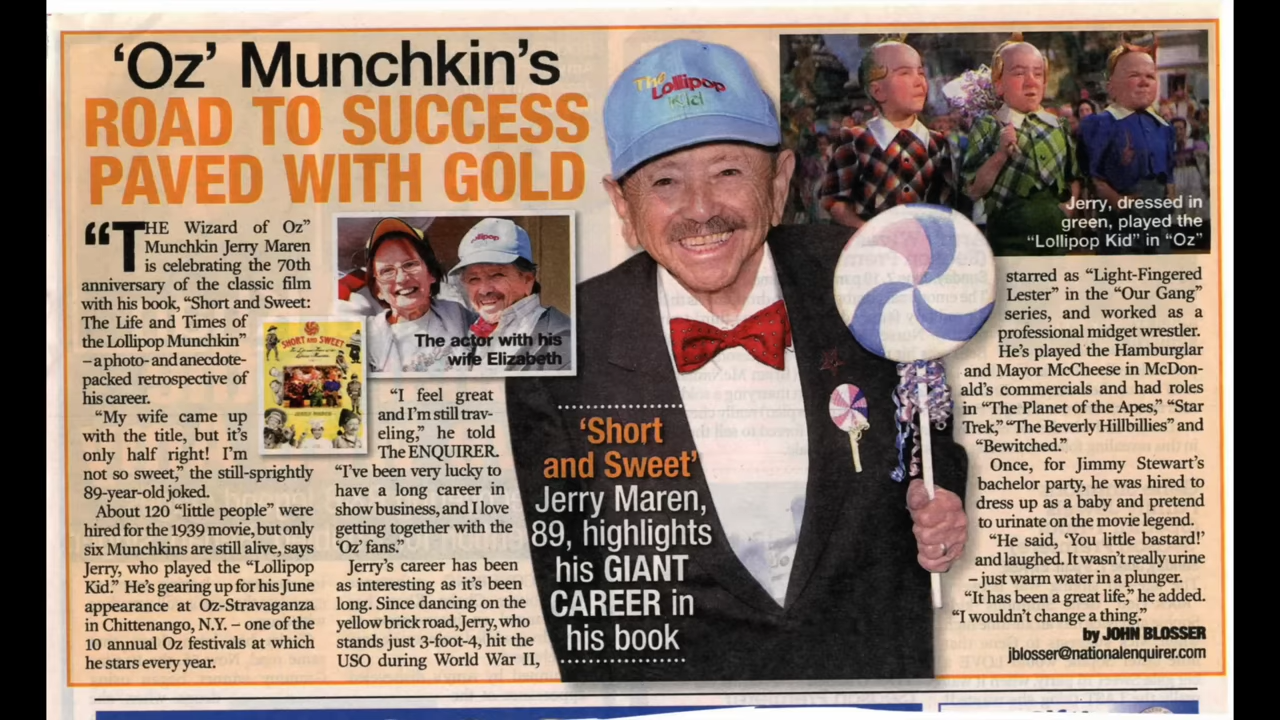 ‘Oz’ Munchkin’s
ROAD TO SUCCESS
PAVED WITH GOLD
“THE Wizard of Oz”
Munchkin Jerry Maren
is celebrating the 70th
anniversary of the classic film
with his book, “Short and Sweet:
The Life and Times of
the Lollipop Munchkin”
– a photo- and anecdote-
packed retrospective of
his career.
“My wife came up
with the title, but it’s
only half right! I’m
not so sweet,” the still-sprightly
89-year-old joked.
About 120 “little people” were
hired for the 1939 movie, but only
six Munchkins are still alive, says
Jerry, who played the “Lollipop
Kid.” He’s gearing up for his June
appearance at Oz-Stravaganza
in Chittenango, N.Y. – one of the
10 annual Oz festivals at which
he stars every year.
The actor with his
wife Elizabeth
SHORT AND SWEET
“I feel great
and I’m still trav-
eling,” he told
The ENQUIRER.
“I’ve been very lucky to
have a long career in
show business, and I love
getting together with the
‘Oz’ fans.”
Jerry’s career has been
as interesting as it’s been
long. Since dancing on the
yellow brick road, Jerry, who
stands just 3-foot-4, hit the
USO during World War II,
The
Lollipop
Kid
Lollipop
‘Short
and Sweet’
Jerry Maren,
89, highlights
his GIANT
CAREER in
his book
Jerry, dressed in
green, played the
“Lollipop Kid” in “Oz”
starred as “Light-Fingered
Lester” in the “Our Gang”
series, and worked as a
professional midget wrestler.
He’s played the Hamburglar
and Mayor McCheese in McDon-
ald’s commercials and had roles
in “The Planet of the Apes,” “Star
Trek,” “The Beverly Hillbillies” and
“Bewitched.”
Once, for Jimmy Stewart’s
bachelor party, he was hired to
dress up as a baby and pretend
to urinate on the movie legend.
“He said, ‘You little bastard!’
and laughed. It wasn’t really urine
– just warm water in a plunger.
“It has been a great life,” he added.
“I wouldn’t change a thing.”
by JOHN BLOSSER
jblosser@nationalenquirer.com